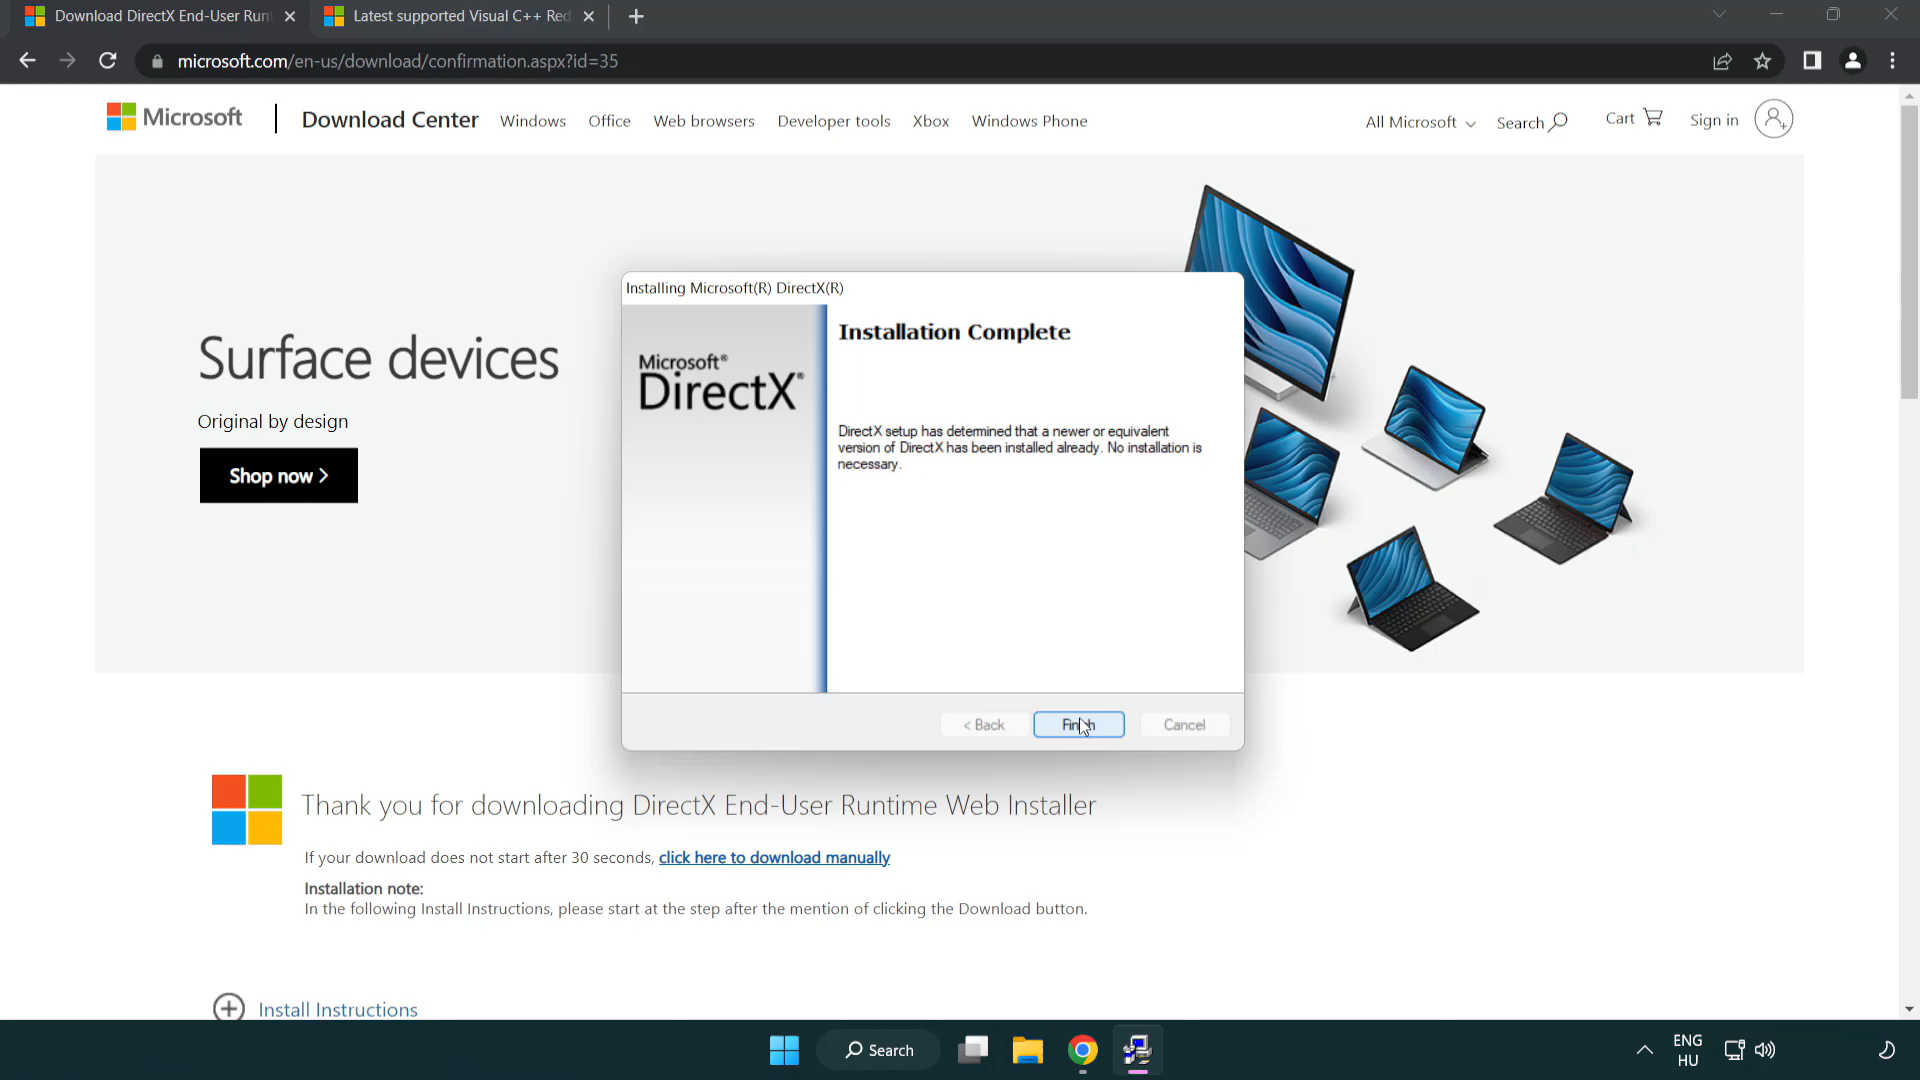 Download DirectX End-User Run
Latest supported Visual C++ Red
microsoft.com/en-us/download/confirmation.aspx?id=35
Microsoft
Download Center
Windows
Office
Web browsers
Developer tools
Xbox
Windows Phone
All Microsoft
Search
Cart
Sign in
Surface devices
Original by design
Shop now >
Installing Microsoft(R) DirectX(R)
Microsoft®
DirectX®
Installation Complete
DirectX setup has determined that a newer or equivalent
version of DirectX has been installed already. No installation is
necessary.
< Back
Finish
Cancel
Thank you for downloading DirectX End-User Runtime Web Installer
If your download does not start after 30 seconds, click here to download manually
Installation note:
In the following Install Instructions, please start at the step after the mention of clicking the Download button.
Install Instructions
Search
ENG
HU